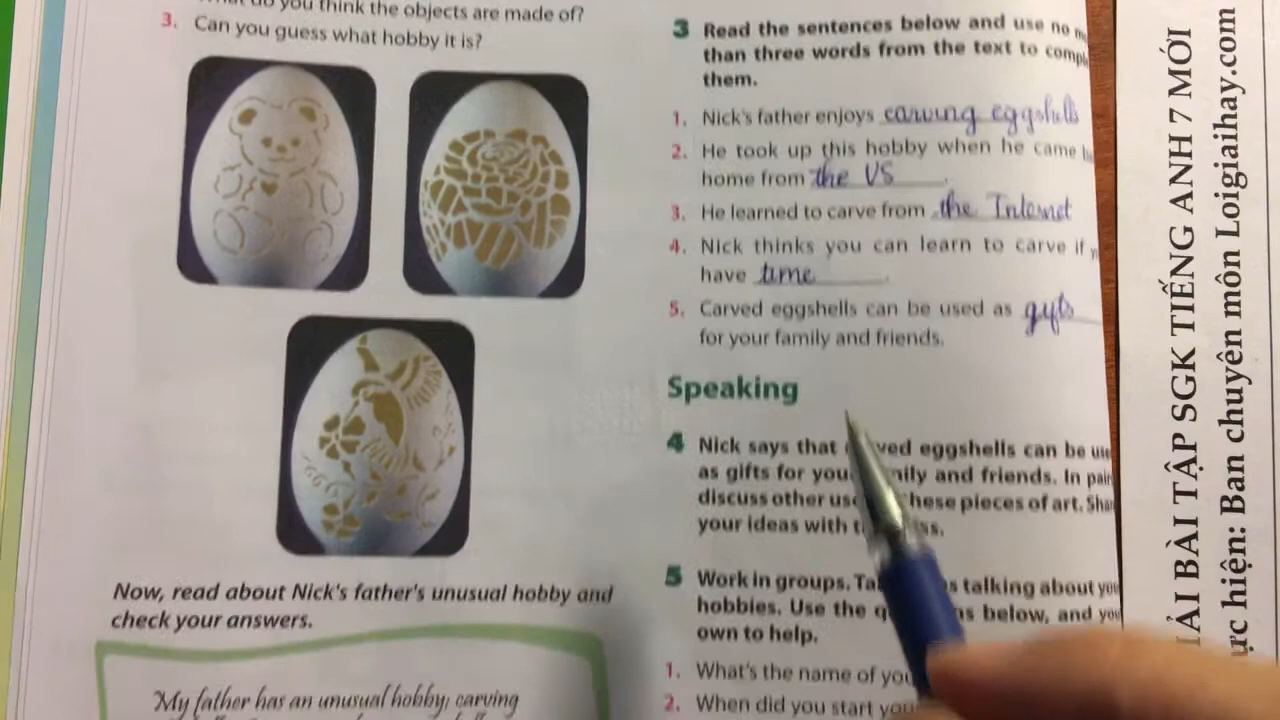 do you think the objects are made of?
3. Can you guess what hobby it is?
Now, read about Nick's father's unusual hobby and
check your answers.
My father has an unusual hobby: carving
3 Read the sentences below and use no
than three words from the text to
them.
1. Nick's father enjoys carving eggshells
2. He took up this hobby when he came
home from the US.
3. He learned to carve from the Internet
4. Nick thinks you can learn to carve if
have time.
5. Carved eggshells can be used as gifts
for your family and friends.
Speaking
4 Nick says that eggshells can be
as gifts for and friends. In
discuss other these pieces of art.
your ideas with
5 Work in groups. talking about
hobbies. Use the below, and
own to help.
1. What's the name of
2. When did you start
BÀI TẬP SGK TIẾNG ANH 7 MỚI
hiện: Ban chuyên môn Loigiaihay.com